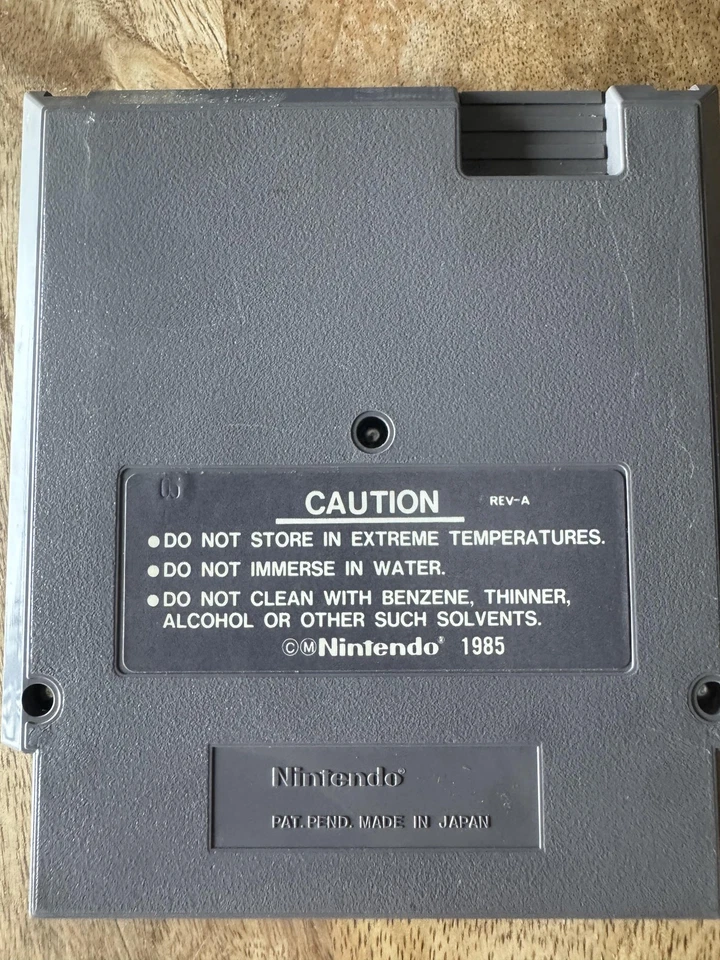 CAUTION REV-A
●DO NOT STORE IN EXTREME TEMPERATURES.
●DO NOT IMMERSE IN WATER.
●DO NOT CLEAN WITH BENZENE, THINNER,
ALCOHOL OR OTHER SUCH SOLVENTS.
©ⓂNintendo® 1985
Nintendo®
PAT. PEND. MADE IN JAPAN